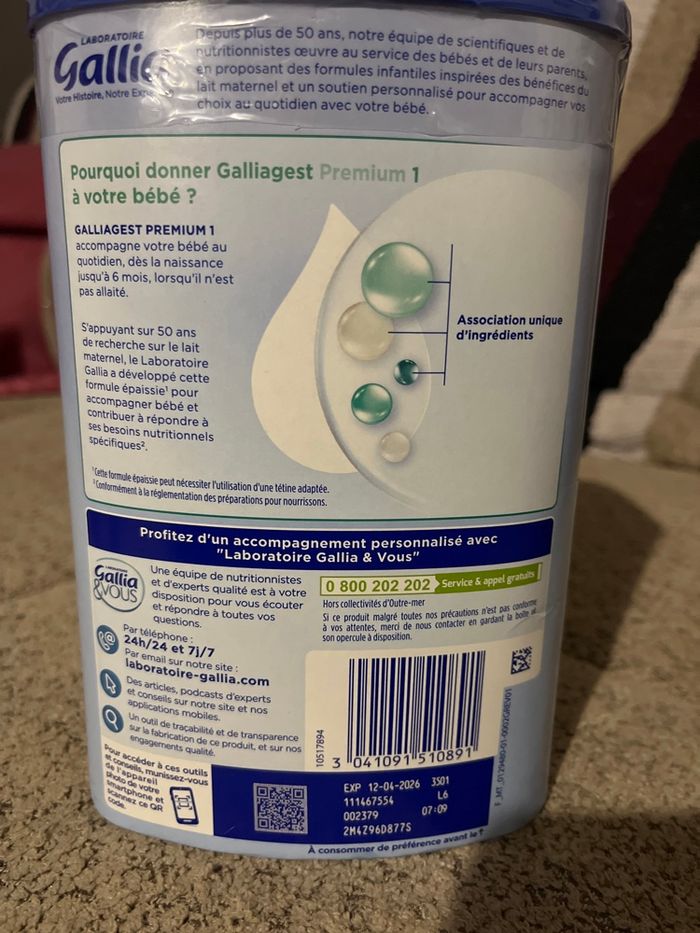 LABORATOIRE
Gallia
Votre Histoire, Notre
Depuis plus de 50 ans, notre équipe de scientifiques et de
nutritionnistes œuvre au service des bébés et de leurs parents,
en proposant des formules infantiles inspirées des bénéfices du
lait maternel et un soutien personnalisé pour accompagner vos
choix au quotidien avec votre bébé.
Pourquoi donner Galliagest Premium 1
à votre bébé ?
GALLIAGEST PREMIUM 1
accompagne votre bébé au
quotidien, dès la naissance
jusqu'à 6 mois, lorsqu'il n'est
pas allaité.
S'appuyant sur 50 ans
de recherche sur le lait
maternel, le Laboratoire
Gallia a développé cette
formule épaissie¹ pour
accompagner bébé et
contribuer à répondre à
ses besoins nutritionnels
spécifiques².
Association unique
d'ingrédients
¹Cette formule épaissie peut nécessiter l'utilisation d'une tétine adaptée.
²Conformément à la réglementation des préparations pour nourrissons.
Profitez d'un accompagnement personnalisé avec
"Laboratoire Gallia & Vous"
LABORATOIRE
Gallia
&VOUS
Une équipe de nutritionnistes
et d'experts qualité est à votre
disposition pour vous écouter
et répondre à toutes vos
questions.
Par téléphone :
24h/24 et 7j/7
Par email sur notre site :
laboratoire-gallia.com
Des articles, podcasts d'experts
et conseils sur notre site et nos
applications mobiles.
Un outil de traçabilité et de transparence
sur la fabrication de ce produit, et sur nos
engagements qualité.
Pour accéder à ces outils
et conseils, munissez-vous
de l'appareil
photo de votre
smartphone et
scannez ce QR
code.
0 800 202 202 Service & appel gratuits
Hors collectivités d'Outre-mer
Si ce produit malgré toutes nos précautions n'est pas conforme
à vos attentes, merci de nous contacter en gardant la boîte et
son opercule à disposition.
10517894
3 041091 510891
F_MT_0129480-01-0002GREV01
EXP 12-04-2026 3501
111467554 L6
002379 07:09
2M4Z96D877S
À consommer de préférence avant le↑